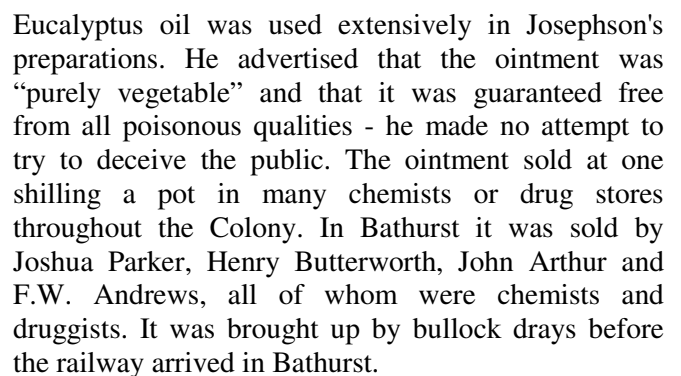 Eucalyptus oil was used extensively in Josephson's
preparations. He advertised that the ointment was
“purely vegetable” and that it was guaranteed free
from all poisonous qualities - he made no attempt to
try to deceive the public. The ointment sold at one
shilling a pot in many chemists or drug stores
throughout the Colony. In Bathurst it was sold by
Joshua Parker, Henry Butterworth, John Arthur and
F.W. Andrews, all of whom were chemists and
druggists. It was brought up by bullock drays before
the railway arrived in Bathurst.